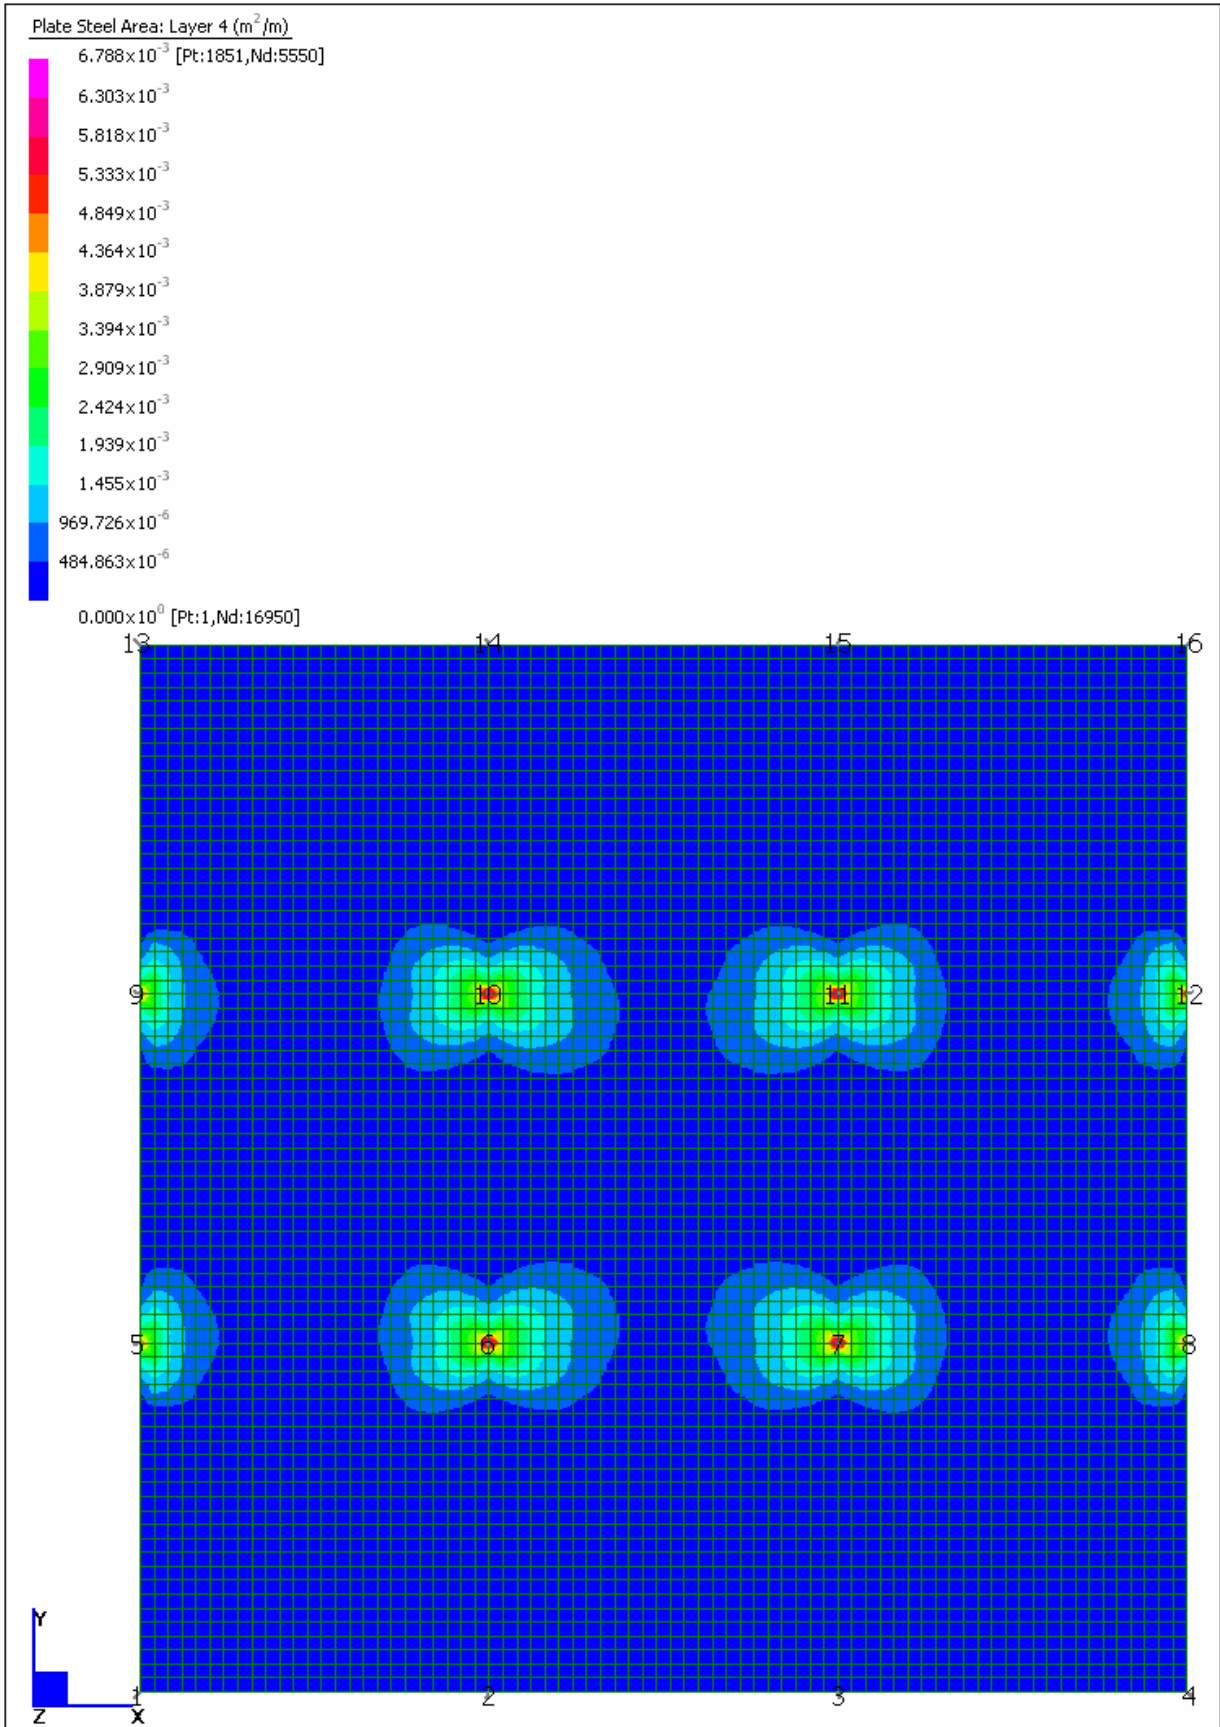 Plate Steel Area: Layer 4 (m²/m)
6.788x10⁻³ [Pt:1851,Nd:5550]
6.303x10⁻³
5.818x10⁻³
5.333x10⁻³
4.849x10⁻³
4.364x10⁻³
3.879x10⁻³
3.394x10⁻³
2.909x10⁻³
2.424x10⁻³
1.939x10⁻³
1.455x10⁻³
969.726x10⁻⁶
484.863x10⁻⁶
0.000x10⁰ [Pt:1,Nd:16950]
13 14 15 16
9 10 11 12
5 6 7 8
Y
1 2 3 4
Z X